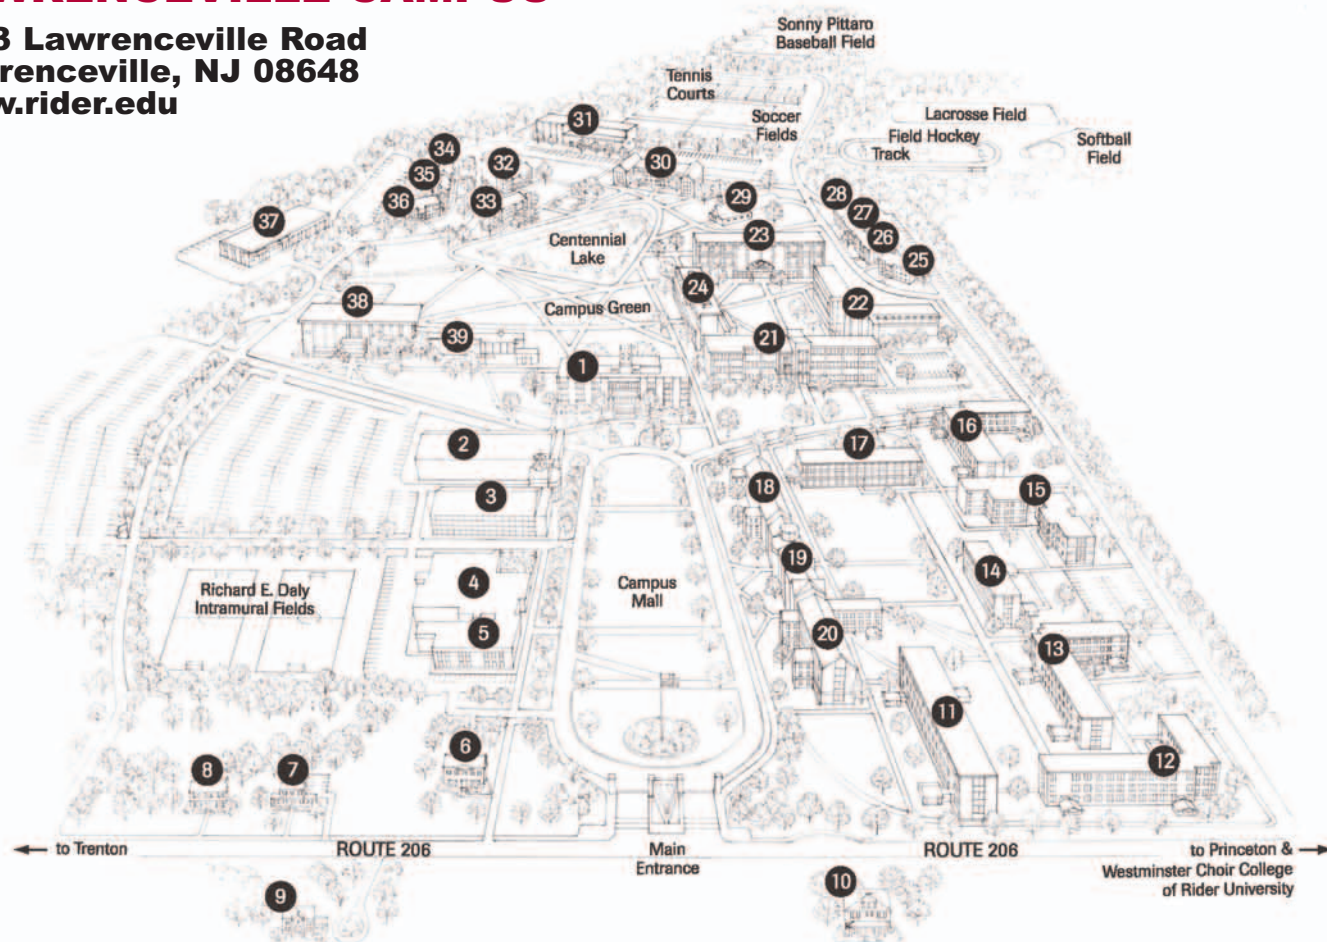 3 Lawrenceville Road
renceville, NJ 08648
w.rider.edu
Sonny Pittaro
Baseball Field
Tennis
Courts
Soccer
Fields
Lacrosse Field
Field Hockey
Track
Softball
Field
31
34
32
30
35
36
33
29
28
27
26
25
37
23
Centennial
Lake
24
22
38
Campus Green
39
21
1
2
17
16
3
18
15
19
14
4
Richard E. Daly
Intramural Fields
Campus
Mall
5
20
13
11
6
12
8
7
to Trenton
ROUTE 206
Main
Entrance
ROUTE 206
to Princeton &
Westminster Choir College
of Rider University
9
10